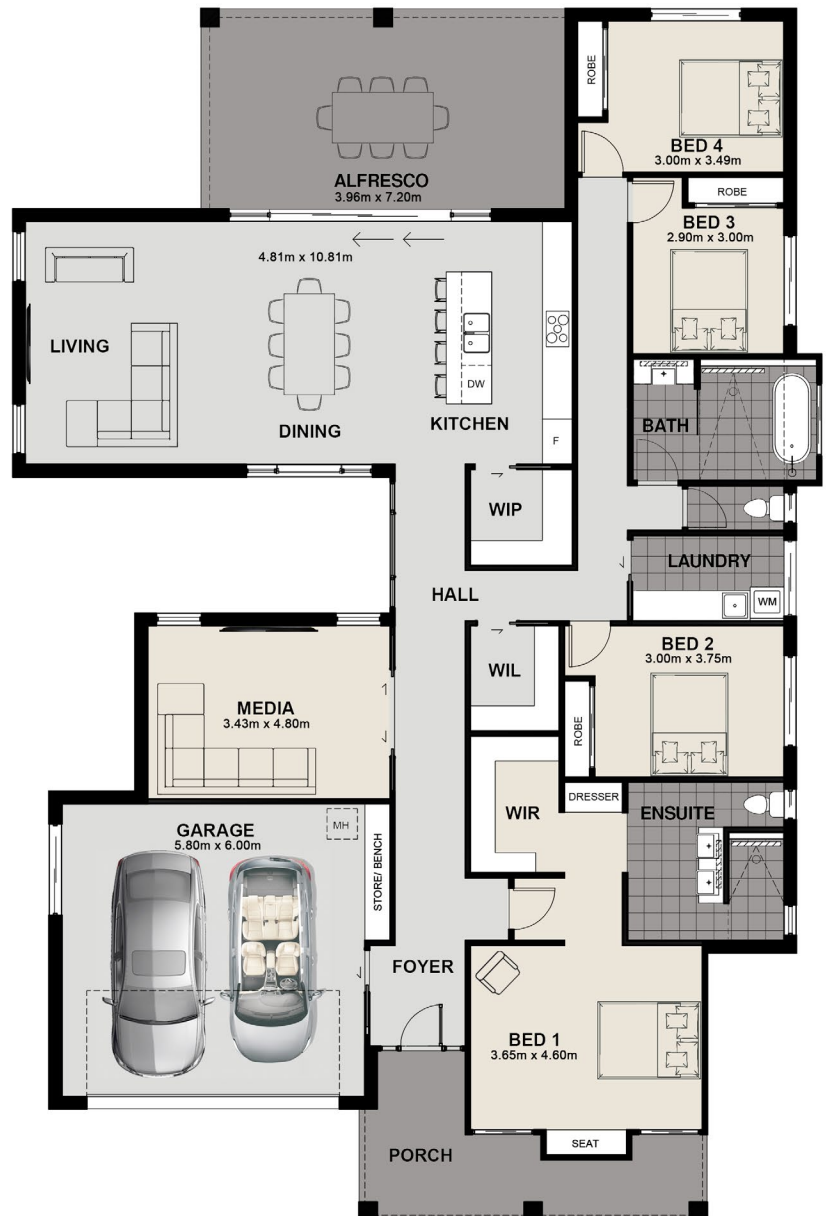 ROBE
BED 4
3.00m x 3.49m
ALFRESCO
3.96m x 7.20m
ROBE
BED 3
2.90m x 3.00m
4.81m x 10.81m
LIVING
DINING
DW
KITCHEN
F
BATH
WIP
LAUNDRY
WM
HALL
BED 2
3.00m x 3.75m
WIL
ROBE
MEDIA
3.43m x 4.80m
DRESSER
WIR
ENSUITE
GARAGE
5.80m x 6.00m
MH
STORE/ BENCH
FOYER
BED 1
3.65m x 4.60m
SEAT
PORCH